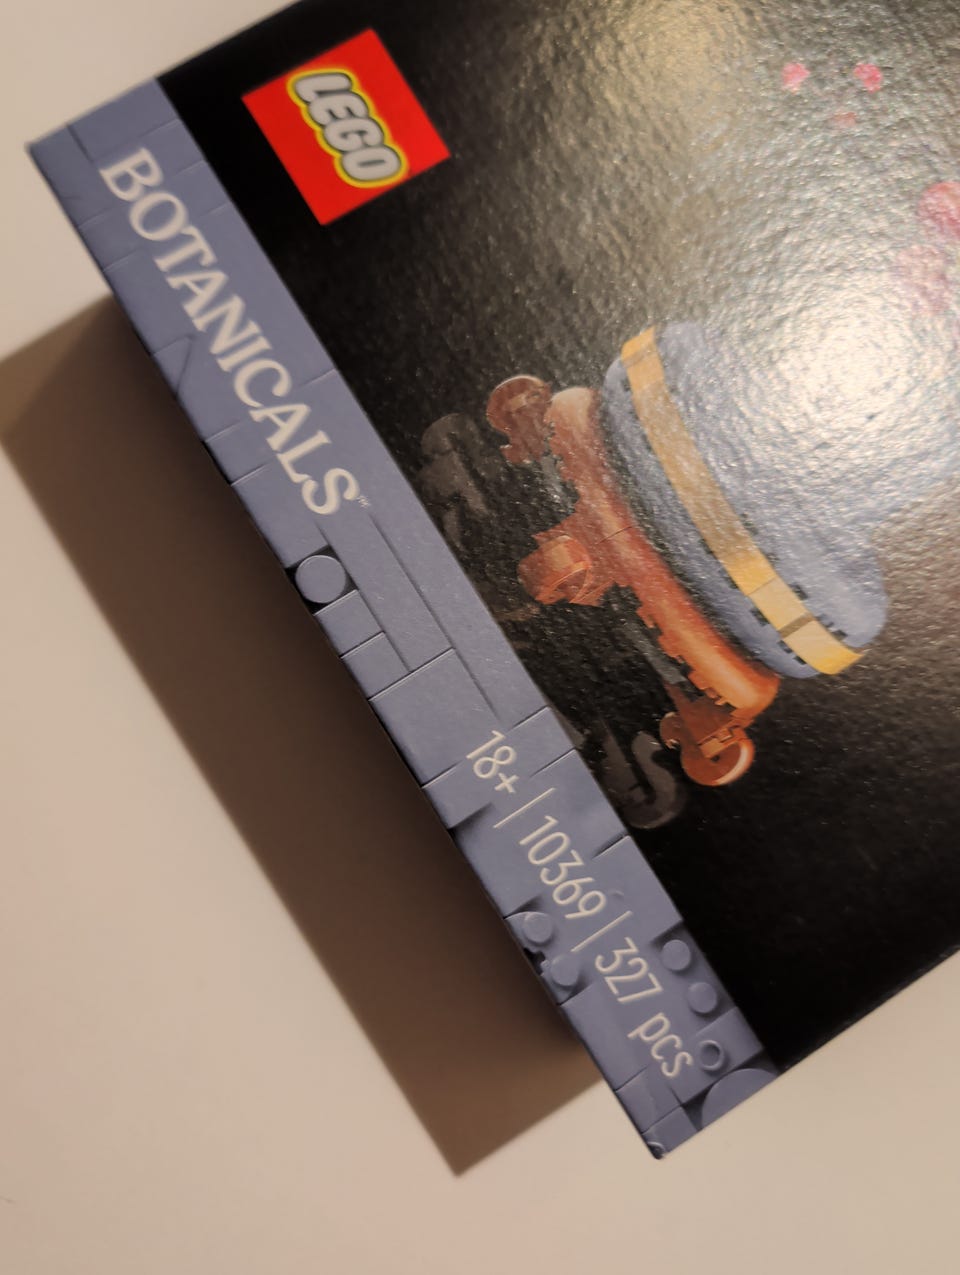 LEGO
BOTANICALS™
18+ | 10369 | 327 pcs